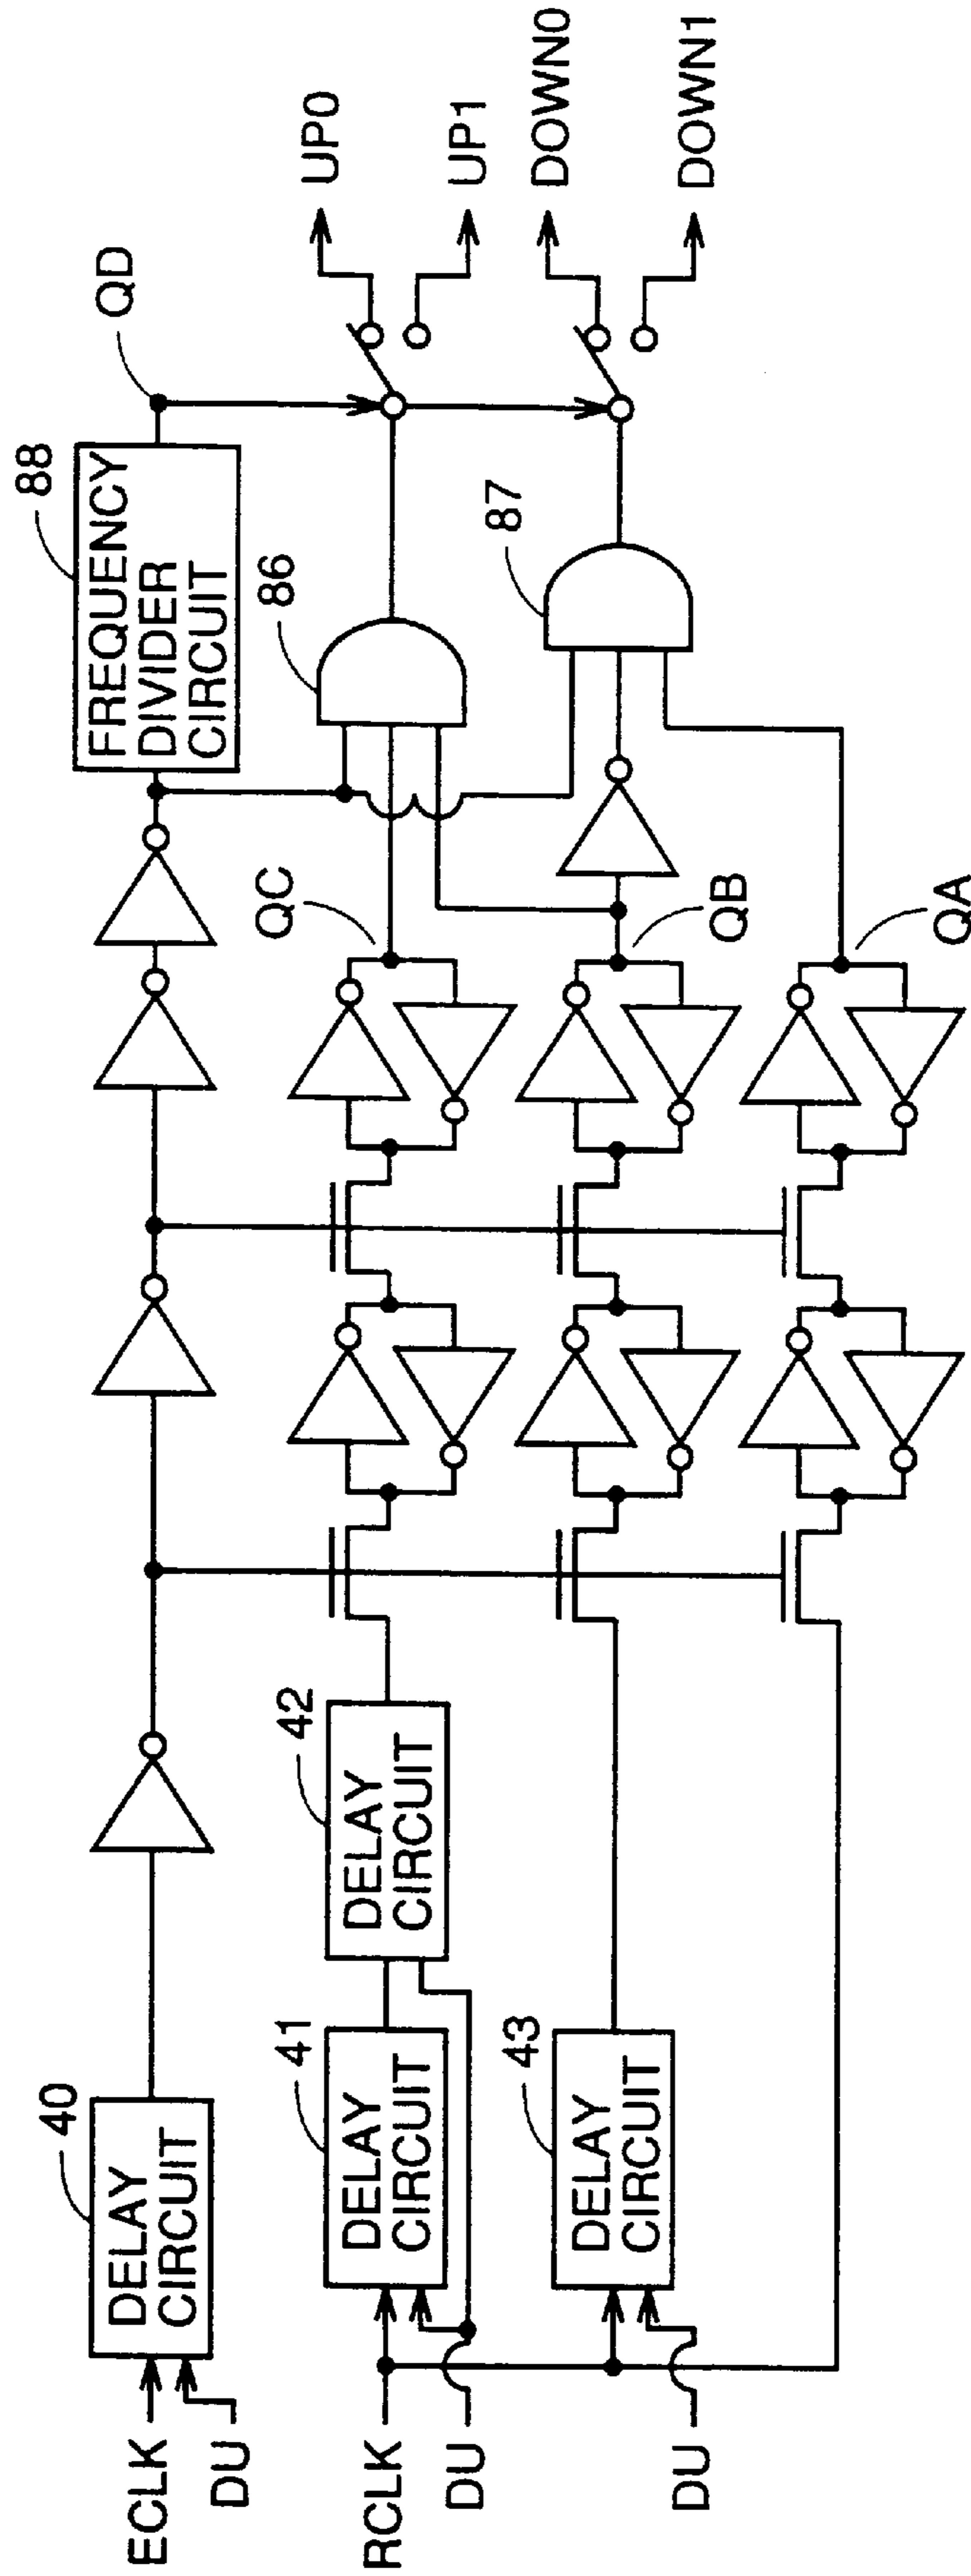 ECLK
DU
DELAY
CIRCUIT
40
FREQUENCY
DIVIDER
CIRCUIT
88
QD
RCLK
DU
DELAY
CIRCUIT
41
DELAY
CIRCUIT
42
QC
86
UP0
UP1
DU
DELAY
CIRCUIT
43
QB
87
DOWN0
DOWN1
QA